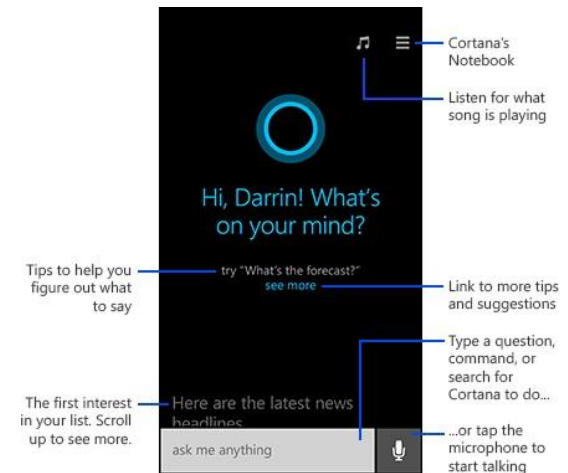 Cortana's
Notebook
Listen for what
song is playing
Hi, Darrin! What's
on your mind?
Tips to help you
figure out what
to say
try "What's the forecast?"
see more
Link to more tips
and suggestions
Type a question,
command, or
search for
Cortana to do...
The first interest
in your list. Scroll
up to see more.
Here are the latest news
headlines
ask me anything
...or tap the
microphone to
start talking